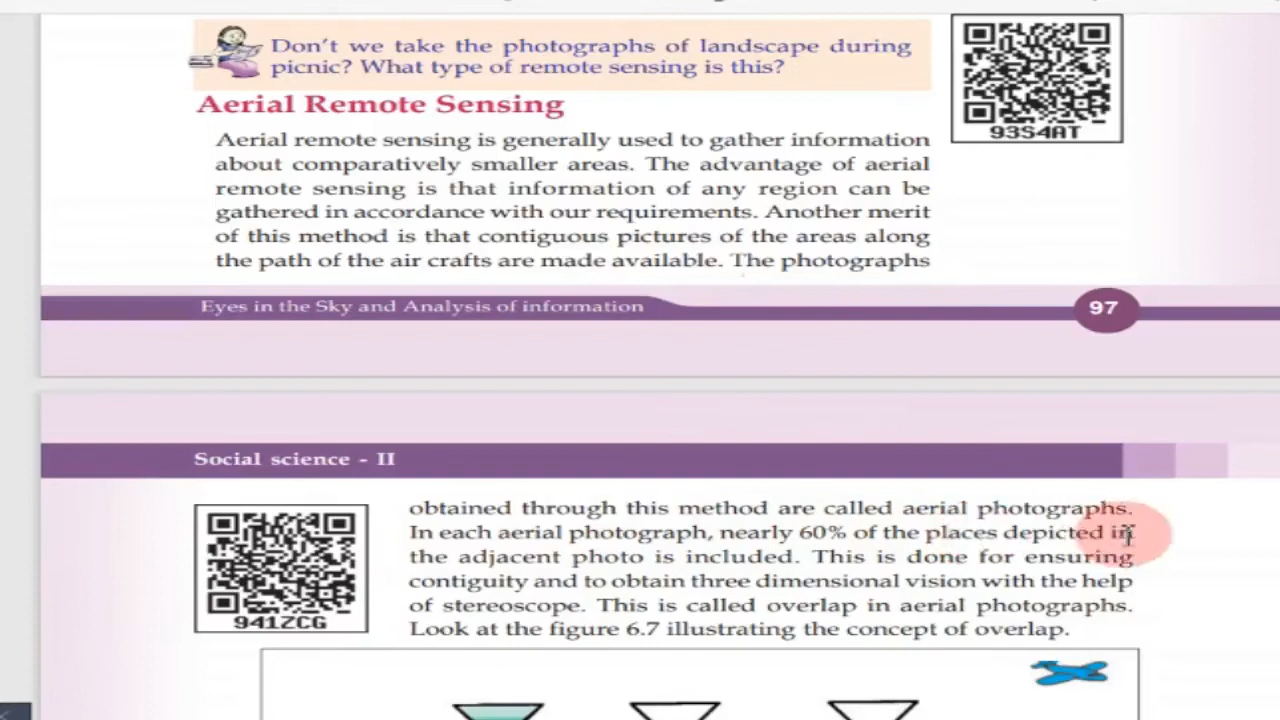 Don't we take the photographs of landscape during
picnic? What type of remote sensing is this?
93S4AT
Aerial Remote Sensing
Aerial remote sensing is generally used to gather information
about comparatively smaller areas. The advantage of aerial
remote sensing is that information of any region can be
gathered in accordance with our requirements. Another merit
of this method is that contiguous pictures of the areas along
the path of the air crafts are made available. The photographs
Eyes in the Sky and Analysis of information
97
Social science - II
941ZCG
obtained through this method are called aerial photographs.
In each aerial photograph, nearly 60% of the places depicted in
the adjacent photo is included. This is done for ensuring
contiguity and to obtain three dimensional vision with the help
of stereoscope. This is called overlap in aerial photographs.
Look at the figure 6.7 illustrating the concept of overlap.